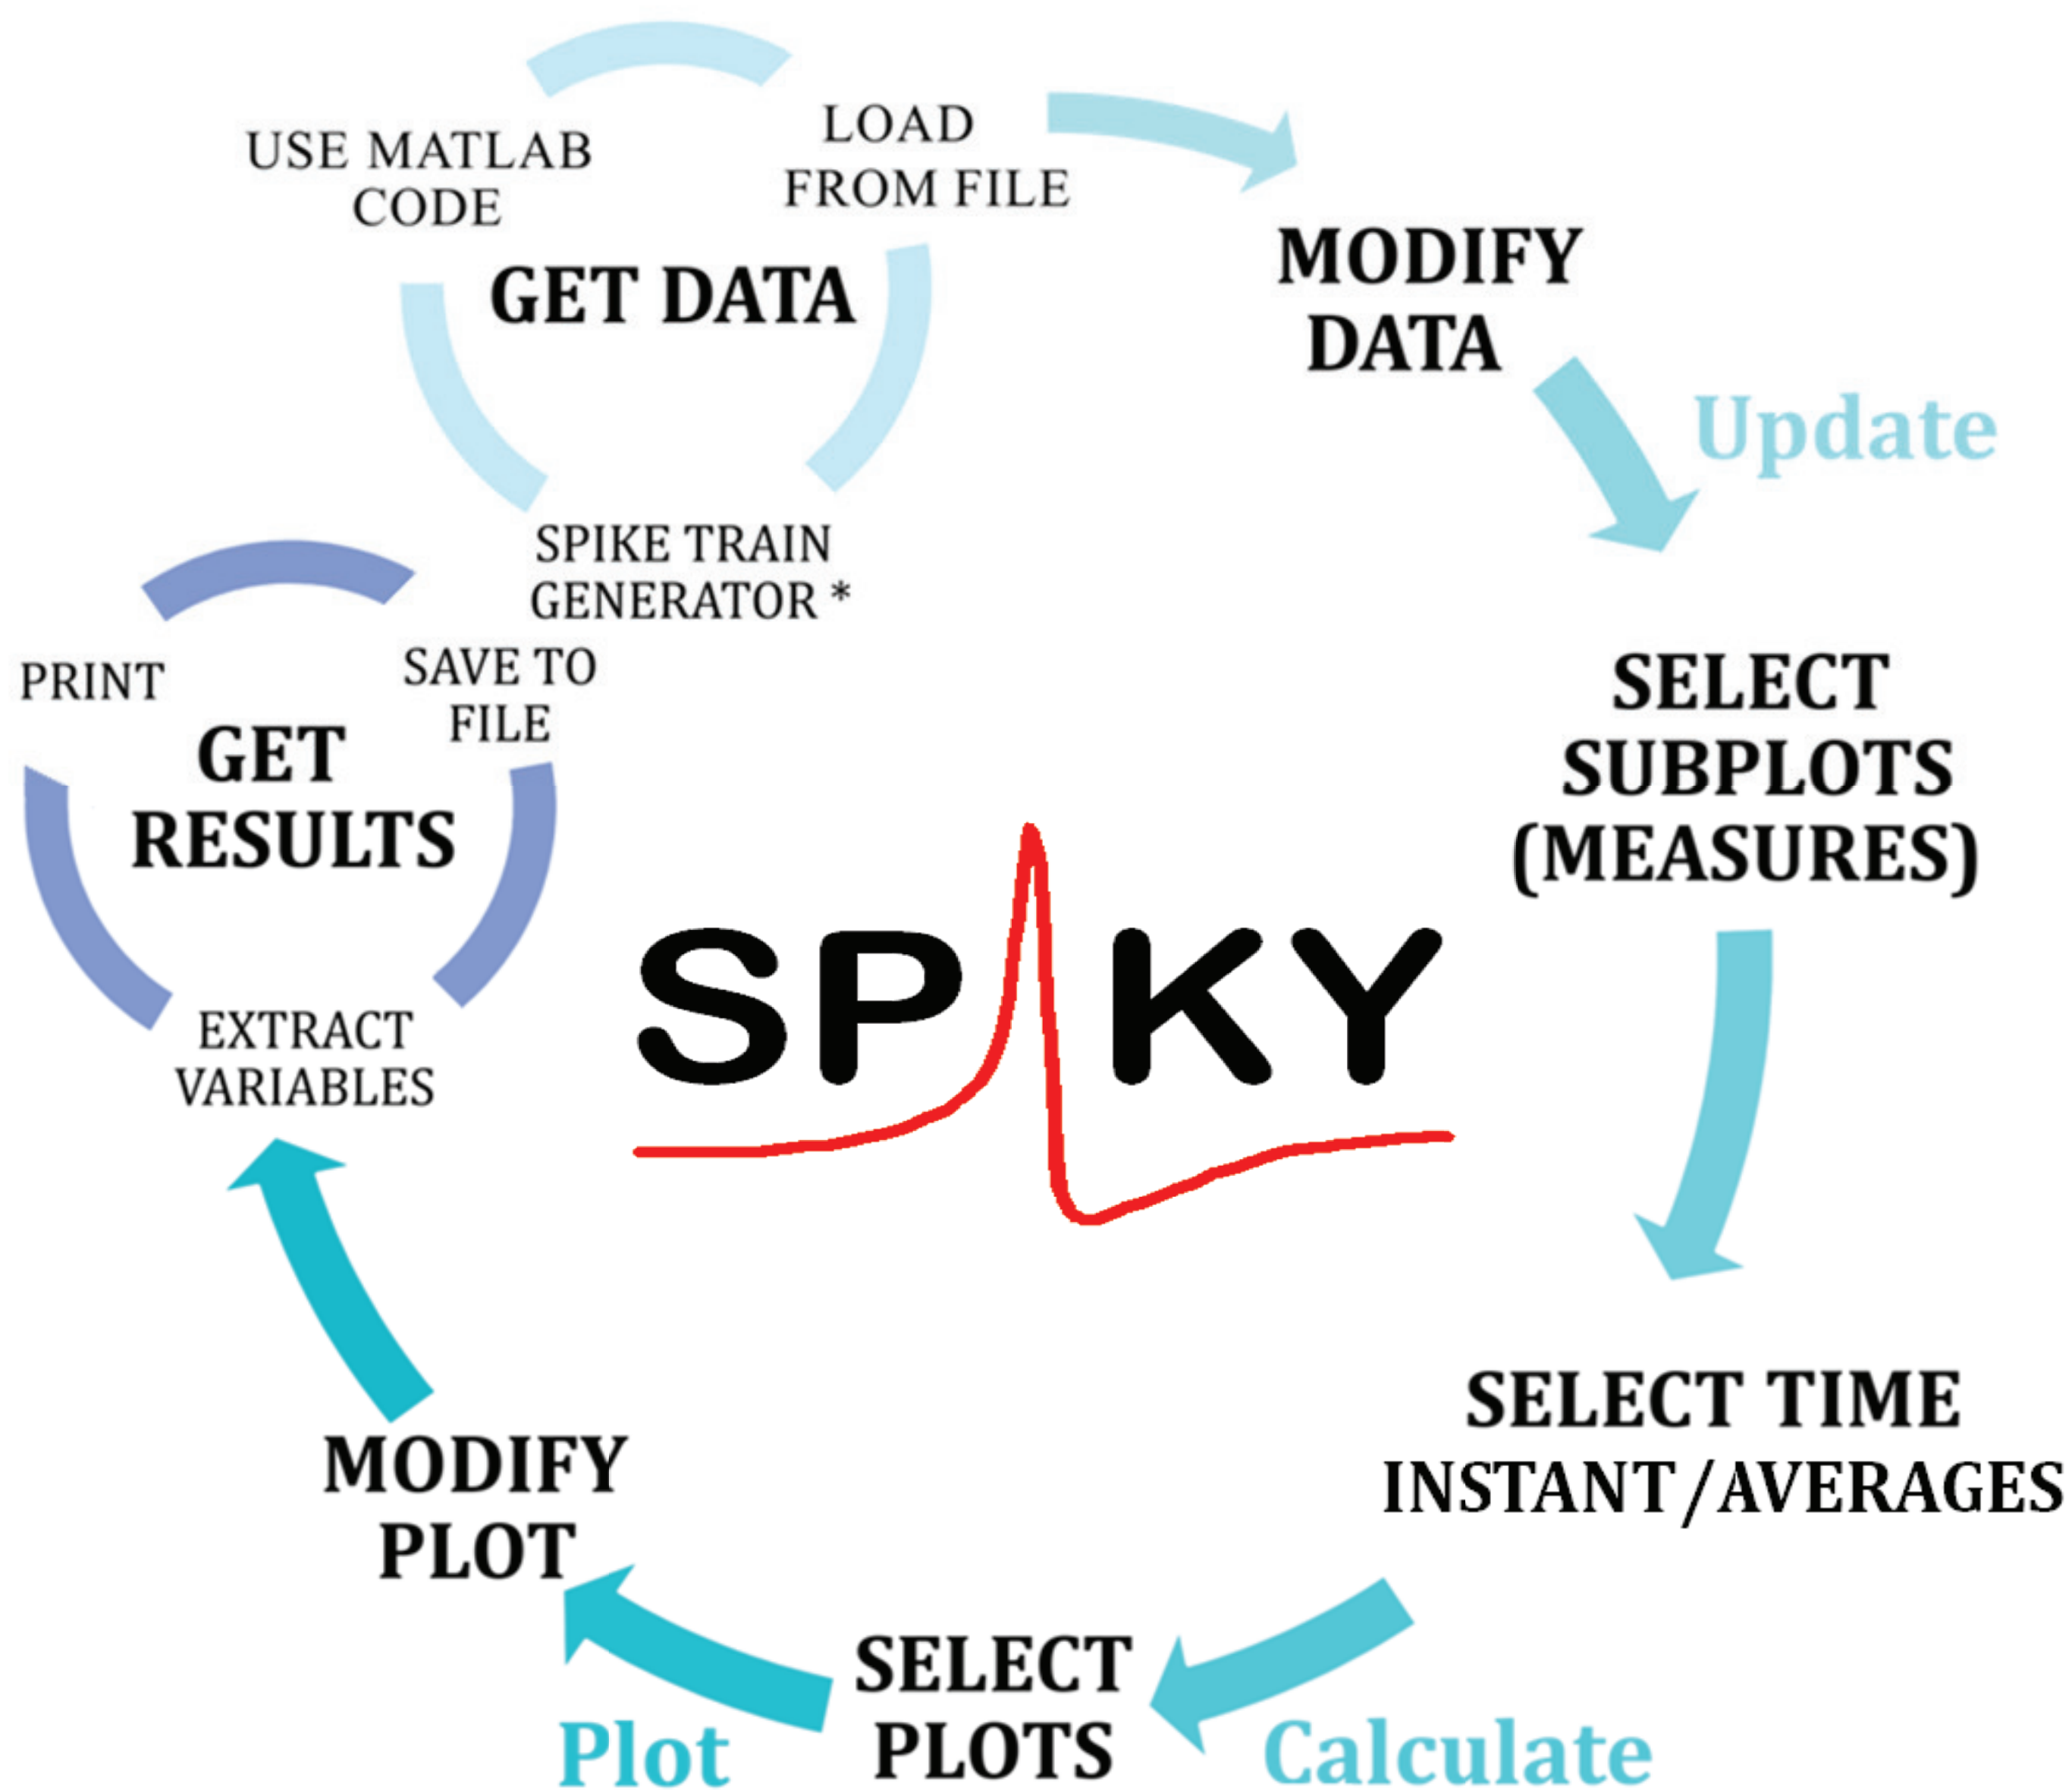 USE MATLAB
CODE
LOAD
FROM FILE
GET DATA
SPIKE TRAIN
GENERATOR *
MODIFY
DATA
Update
SELECT
SUBPLOTS
(MEASURES)
SELECT TIME
INSTANT/AVERAGES
Calculate
SELECT
PLOTS
Plot
MODIFY
PLOT
PRINT
SAVE TO
FILE
GET
RESULTS
EXTRACT
VARIABLES
SPIKY